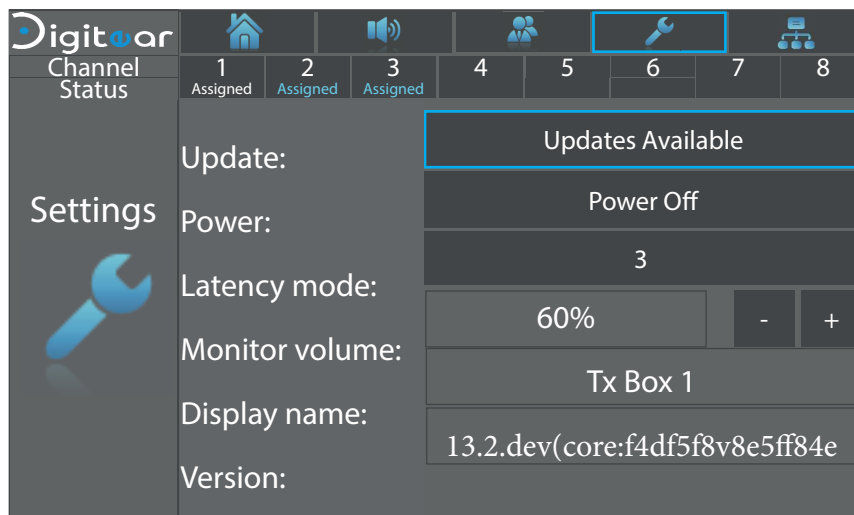 Digitear
Channel Status
1 2 3 4 5 6 7 8
Assigned Assigned Assigned
Settings
Update: Updates Available
Power: Power Off
Latency mode: 3
Monitor volume: 60% - +
Display name: Tx Box 1
Version: 13.2.dev(core:f4df5f8v8e5ff84e